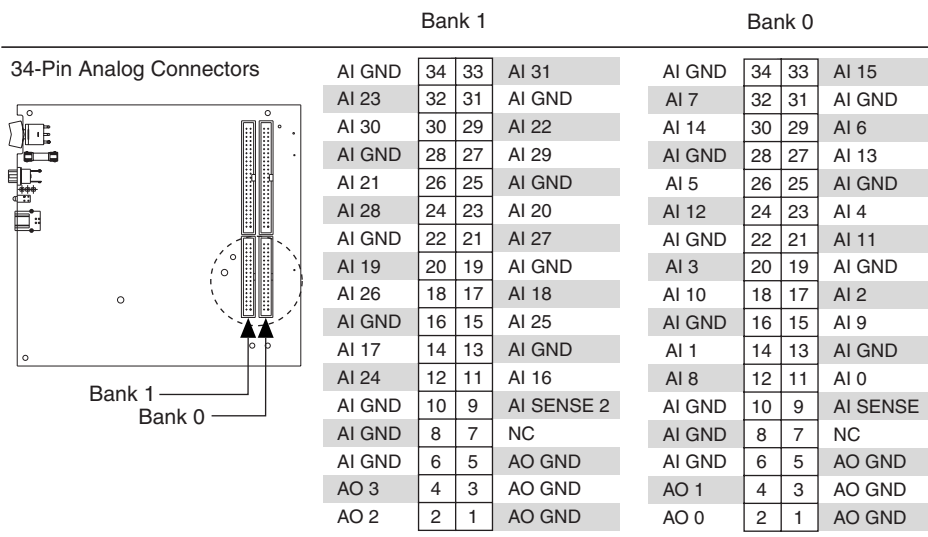 Bank 1 Bank 0
34-Pin Analog Connectors
AI GND 34 33 AI 31 AI GND 34 33 AI 15
AI 23 32 31 AI GND AI 7 32 31 AI GND
AI 30 30 29 AI 22 AI 14 30 29 AI 6
AI GND 28 27 AI 29 AI GND 28 27 AI 13
AI 21 26 25 AI GND AI 5 26 25 AI GND
AI 28 24 23 AI 20 AI 12 24 23 AI 4
AI GND 22 21 AI 27 AI GND 22 21 AI 11
AI 19 20 19 AI GND AI 3 20 19 AI GND
AI 26 18 17 AI 18 AI 10 18 17 AI 2
AI GND 16 15 AI 25 AI GND 16 15 AI 9
AI 17 14 13 AI GND AI 1 14 13 AI GND
AI 24 12 11 AI 16 AI 8 12 11 AI 0
AI GND 10 9 AI SENSE 2 AI GND 10 9 AI SENSE
AI GND 8 7 NC AI GND 8 7 NC
AI GND 6 5 AO GND AI GND 6 5 AO GND
AO 3 4 3 AO GND AO 1 4 3 AO GND
AO 2 2 1 AO GND AO 0 2 1 AO GND
Bank 1
Bank 0